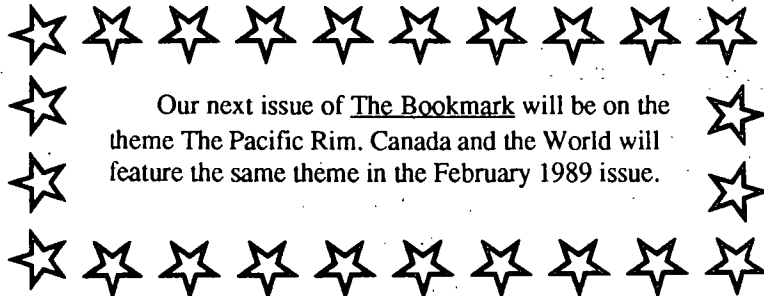 Our next issue of The Bookmark will be on the
theme The Pacific Rim. Canada and the World will
feature the same theme in the February 1989 issue.